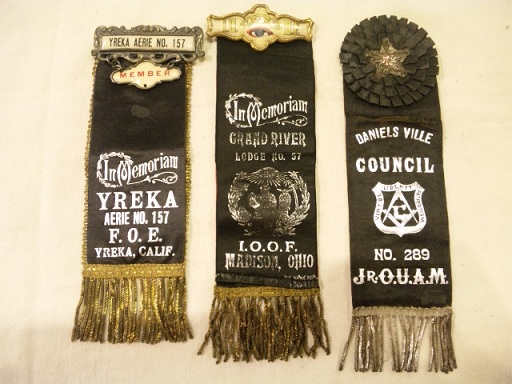 YREKA AERIE NO. 157
MEMBER
In Memoriam
YREKA
AERIE NO. 157
F. O. E.
YREKA, CALIF.
In Memoriam
GRAND RIVER
LODGE NO. 57
I.O.O.F.
MADISON, OHIO
DANIELS VILLE
COUNCIL
LIBERTY
NO. 289
Jr.O.U.A.M.